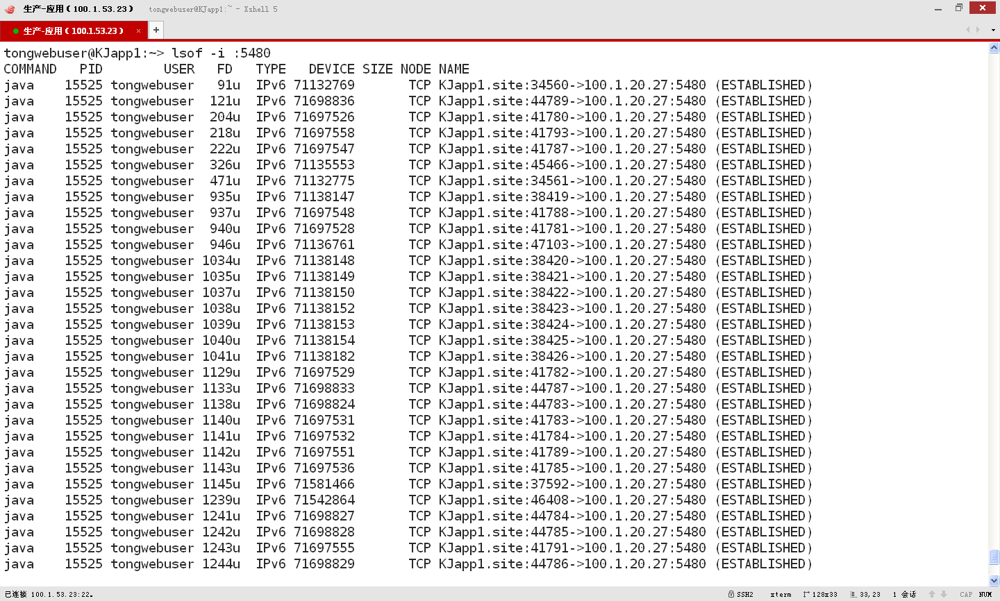 生产-应用（100.1.53.23） tongwebuser@KJapp1:~ - Xshell 5
生产-应用（100.1.53.23） × +
tongwebuser@KJapp1:~> lsof -i :5480
COMMAND   PID        USER   FD   TYPE   DEVICE SIZE NODE NAME
java    15525 tongwebuser   91u  IPv6 71132769       TCP KJapp1.site:34560->100.1.20.27:5480 (ESTABLISHED)
java    15525 tongwebuser  121u  IPv6 71698836       TCP KJapp1.site:44789->100.1.20.27:5480 (ESTABLISHED)
java    15525 tongwebuser  204u  IPv6 71697526       TCP KJapp1.site:41780->100.1.20.27:5480 (ESTABLISHED)
java    15525 tongwebuser  218u  IPv6 71697558       TCP KJapp1.site:41793->100.1.20.27:5480 (ESTABLISHED)
java    15525 tongwebuser  222u  IPv6 71697547       TCP KJapp1.site:41787->100.1.20.27:5480 (ESTABLISHED)
java    15525 tongwebuser  326u  IPv6 71135553       TCP KJapp1.site:45466->100.1.20.27:5480 (ESTABLISHED)
java    15525 tongwebuser  471u  IPv6 71132775       TCP KJapp1.site:34561->100.1.20.27:5480 (ESTABLISHED)
java    15525 tongwebuser  935u  IPv6 71138147       TCP KJapp1.site:38419->100.1.20.27:5480 (ESTABLISHED)
java    15525 tongwebuser  937u  IPv6 71697548       TCP KJapp1.site:41788->100.1.20.27:5480 (ESTABLISHED)
java    15525 tongwebuser  940u  IPv6 71697528       TCP KJapp1.site:41781->100.1.20.27:5480 (ESTABLISHED)
java    15525 tongwebuser  946u  IPv6 71136761       TCP KJapp1.site:47103->100.1.20.27:5480 (ESTABLISHED)
java    15525 tongwebuser 1034u  IPv6 71138148       TCP KJapp1.site:38420->100.1.20.27:5480 (ESTABLISHED)
java    15525 tongwebuser 1035u  IPv6 71138149       TCP KJapp1.site:38421->100.1.20.27:5480 (ESTABLISHED)
java    15525 tongwebuser 1037u  IPv6 71138150       TCP KJapp1.site:38422->100.1.20.27:5480 (ESTABLISHED)
java    15525 tongwebuser 1038u  IPv6 71138152       TCP KJapp1.site:38423->100.1.20.27:5480 (ESTABLISHED)
java    15525 tongwebuser 1039u  IPv6 71138153       TCP KJapp1.site:38424->100.1.20.27:5480 (ESTABLISHED)
java    15525 tongwebuser 1040u  IPv6 71138154       TCP KJapp1.site:38425->100.1.20.27:5480 (ESTABLISHED)
java    15525 tongwebuser 1041u  IPv6 71138182       TCP KJapp1.site:38426->100.1.20.27:5480 (ESTABLISHED)
java    15525 tongwebuser 1129u  IPv6 71697529       TCP KJapp1.site:41782->100.1.20.27:5480 (ESTABLISHED)
java    15525 tongwebuser 1133u  IPv6 71698833       TCP KJapp1.site:44787->100.1.20.27:5480 (ESTABLISHED)
java    15525 tongwebuser 1138u  IPv6 71698824       TCP KJapp1.site:44783->100.1.20.27:5480 (ESTABLISHED)
java    15525 tongwebuser 1140u  IPv6 71697531       TCP KJapp1.site:41783->100.1.20.27:5480 (ESTABLISHED)
java    15525 tongwebuser 1141u  IPv6 71697532       TCP KJapp1.site:41784->100.1.20.27:5480 (ESTABLISHED)
java    15525 tongwebuser 1142u  IPv6 71697551       TCP KJapp1.site:41789->100.1.20.27:5480 (ESTABLISHED)
java    15525 tongwebuser 1143u  IPv6 71697536       TCP KJapp1.site:41785->100.1.20.27:5480 (ESTABLISHED)
java    15525 tongwebuser 1145u  IPv6 71581466       TCP KJapp1.site:37592->100.1.20.27:5480 (ESTABLISHED)
java    15525 tongwebuser 1239u  IPv6 71542864       TCP KJapp1.site:46408->100.1.20.27:5480 (ESTABLISHED)
java    15525 tongwebuser 1241u  IPv6 71698827       TCP KJapp1.site:44784->100.1.20.27:5480 (ESTABLISHED)
java    15525 tongwebuser 1242u  IPv6 71698828       TCP KJapp1.site:44785->100.1.20.27:5480 (ESTABLISHED)
java    15525 tongwebuser 1243u  IPv6 71697555       TCP KJapp1.site:41791->100.1.20.27:5480 (ESTABLISHED)
java    15525 tongwebuser 1244u  IPv6 71698829       TCP KJapp1.site:44786->100.1.20.27:5480 (ESTABLISHED)
已连接 100.1.53.23:22。 SSH2 xterm 128x33 33,23 1 会话 CAP NUM